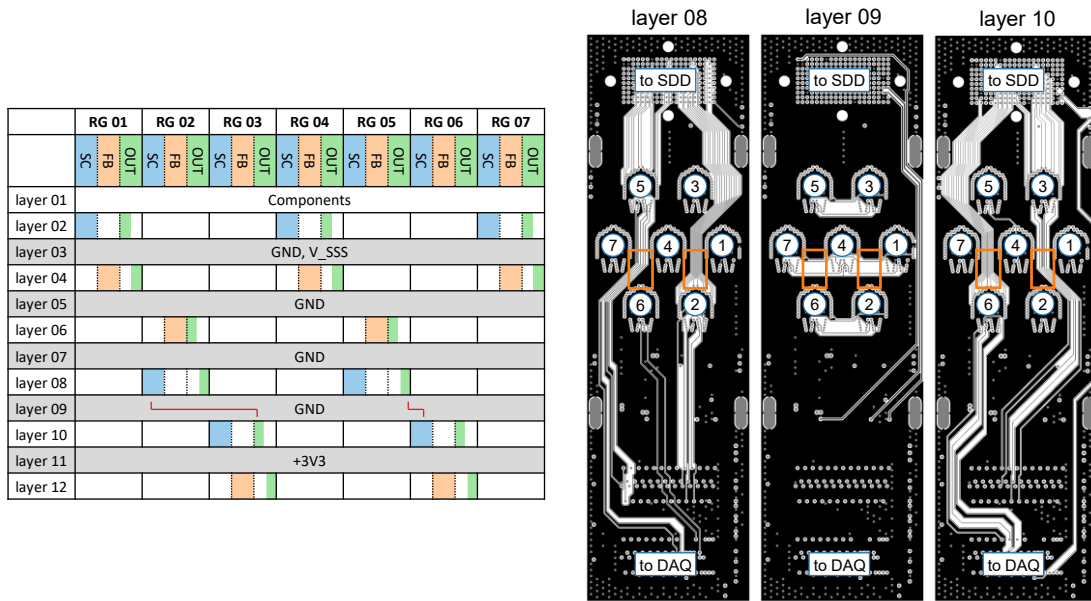 RG 01 RG 02 RG 03 RG 04 RG 05 RG 06 RG 07
SC FB OUT SC FB OUT SC FB OUT SC FB OUT SC FB OUT SC FB OUT SC FB OUT
layer 01 Components
layer 02
layer 03 GND, V_SSS
layer 04
layer 05 GND
layer 06
layer 07 GND
layer 08
layer 09 GND
layer 10
layer 11 +3V3
layer 12
layer 08
to SDD
5 3
7 4 1
6 2
to DAQ
layer 09
to SDD
5 3
7 4 1
6 2
to DAQ
layer 10
to SDD
5 3
7 4 1
6 2
to DAQ